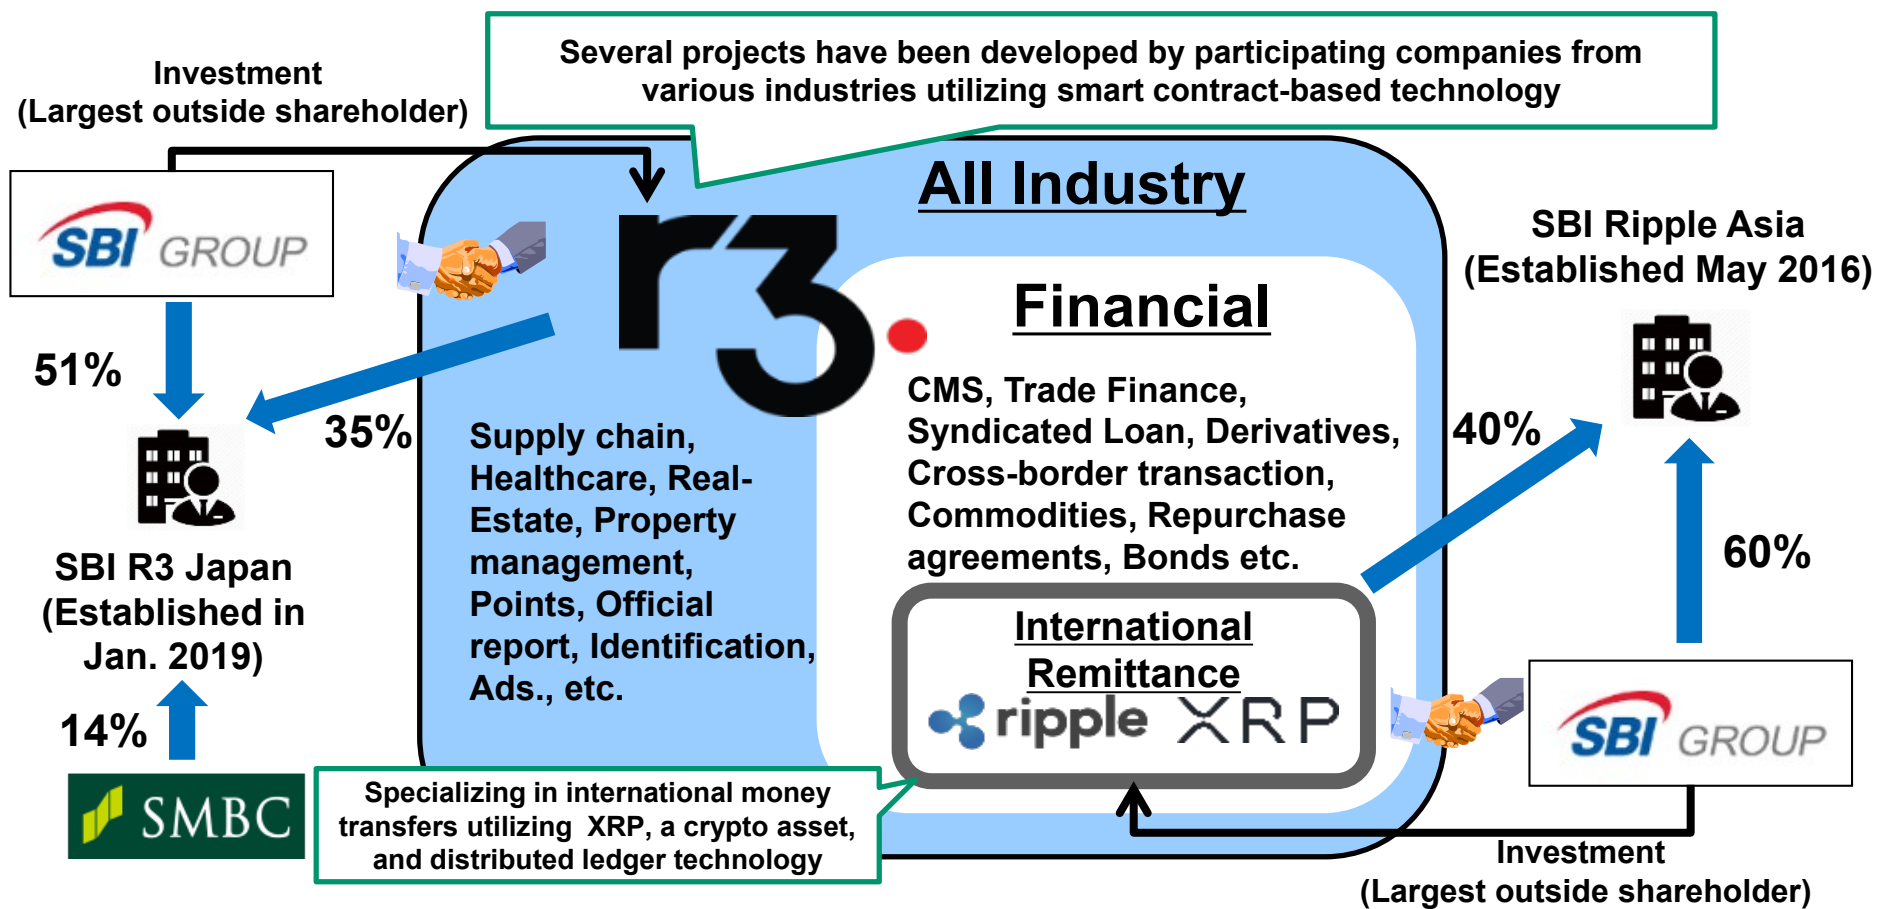 Several projects have been developed by participating companies from
various industries utilizing smart contract-based technology
Investment
(Largest outside shareholder)
SBI GROUP
51%
35%
SBI R3 Japan
(Established in
Jan. 2019)
14%
SMBC
r3.
All Industry
Supply chain,
Healthcare, Real-
Estate, Property
management,
Points, Official
report, Identification,
Ads., etc.
Financial
CMS, Trade Finance,
Syndicated Loan, Derivatives,
Cross-border transaction,
Commodities, Repurchase
agreements, Bonds etc.
International
Remittance
ripple XRP
Specializing in international money
transfers utilizing XRP, a crypto asset,
and distributed ledger technology
SBI Ripple Asia
(Established May 2016)
40%
60%
SBI GROUP
Investment
(Largest outside shareholder)